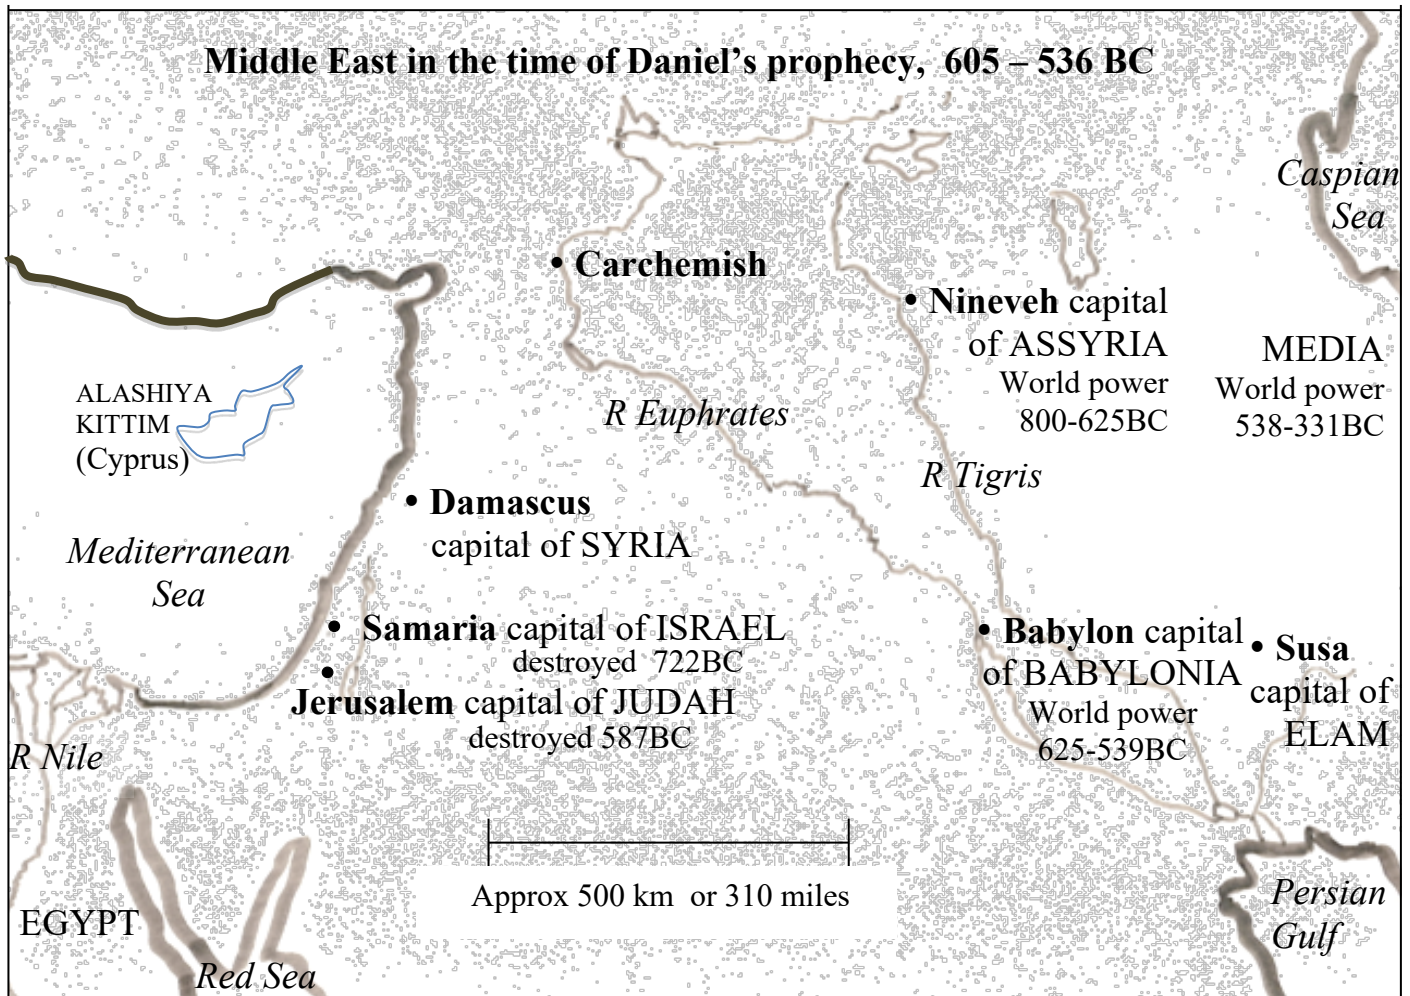 Middle East in the time of Daniel’s prophecy, 605 – 536 BC
Caspian
Sea
• Carchemish
• Nineveh capital
of ASSYRIA
World power
800-625BC
MEDIA
World power
538-331BC
ALASHIYA
KITTIM
(Cyprus)
R Euphrates
R Tigris
• Damascus
capital of SYRIA
Mediterranean
Sea
• Samaria capital of ISRAEL
destroyed 722BC
• Jerusalem capital of JUDAH
destroyed 587BC
• Babylon capital
of BABYLONIA
World power
625-539BC
• Susa
capital of
ELAM
R Nile
Approx 500 km or 310 miles
EGYPT
Red Sea
Persian
Gulf